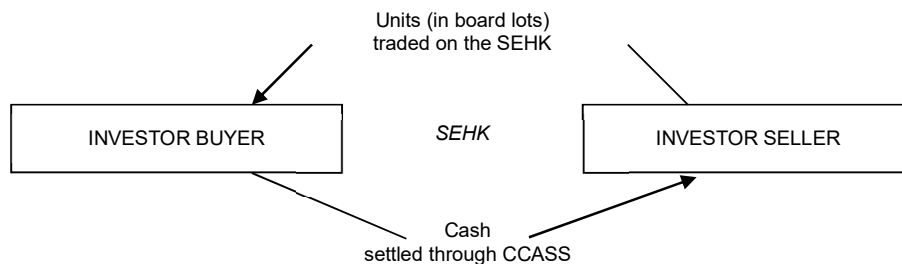 Units (in board lots)
traded on the SEHK
INVESTOR BUYER
SEHK
INVESTOR SELLER
Cash
settled through CCASS